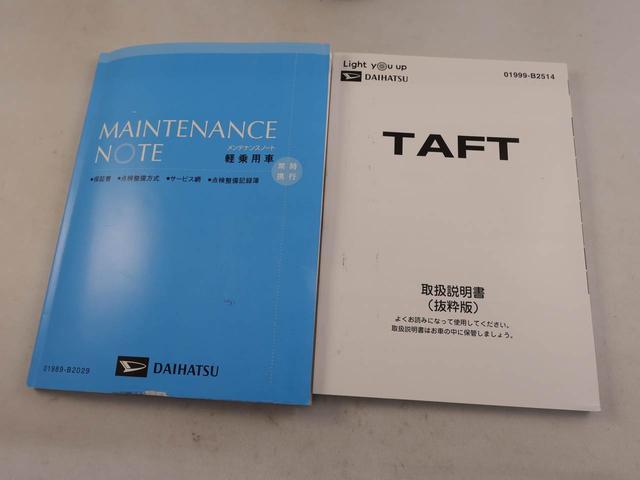 MAINTENANCE
NOTE
メンテナンスノート
軽乗用車
常時
携行
●保証書 ●点検整備方式 ●サービス網 ●点検整備記録簿
DAIHATSU
01989-B2029
Light you up
DAIHATSU
01999-B2514
TAFT
取扱説明書
（抜粋版）
よくお読みになって使用してください。
取扱説明書はお車の中に保管しましょう。